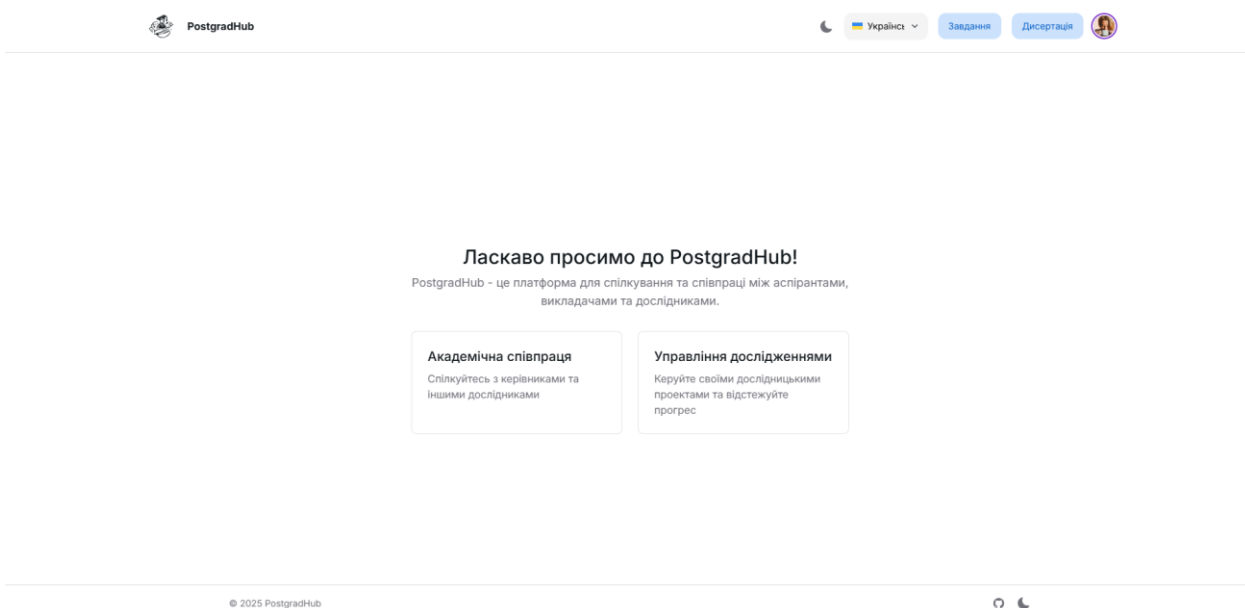 PostgradHub
Українсь
Завдання
Дисертація
Ласкаво просимо до PostgradHub!
PostgradHub - це платформа для спілкування та співпраці між аспірантами,
викладачами та дослідниками.
Академічна співпраця
Спілкуйтесь з керівниками та
іншими дослідниками
Управління дослідженнями
Керуйте своїми дослідницькими
проектами та відстежуйте
прогрес
© 2025 PostgradHub